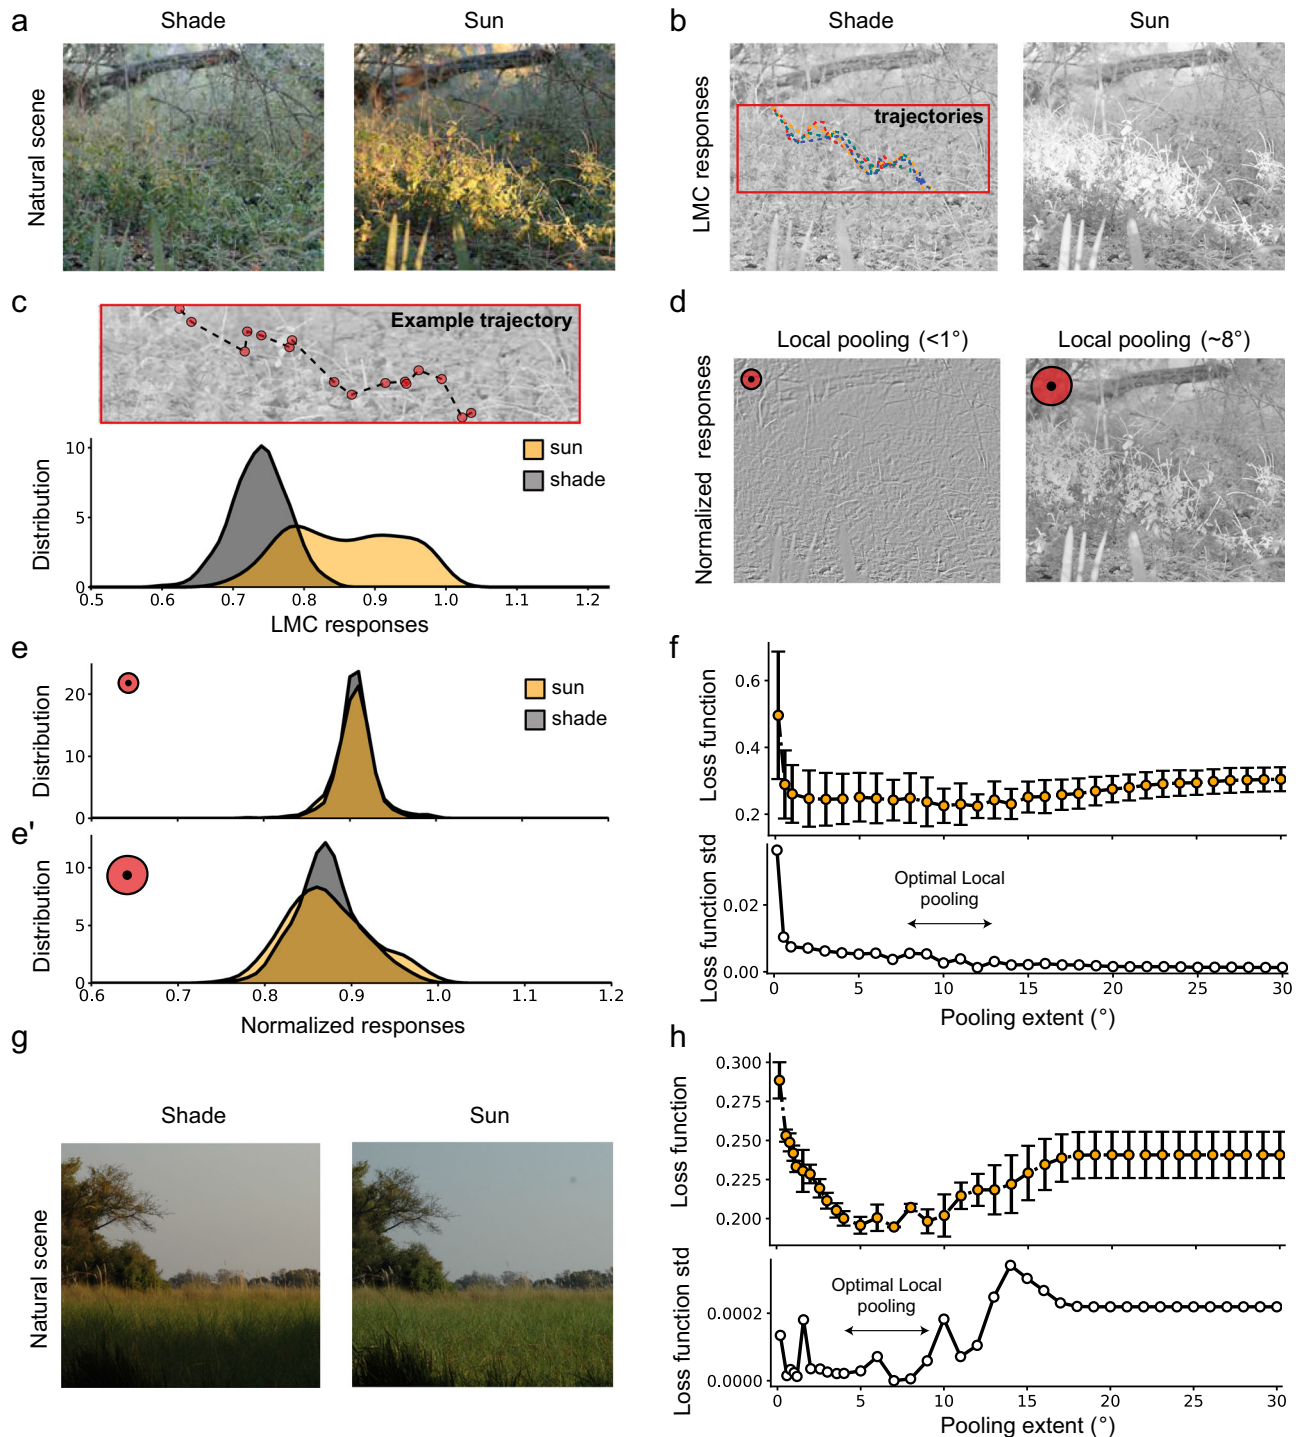 a
Shade
Sun
Natural scene
b
Shade
Sun
LMC responses
trajectories
c
Example trajectory
Distribution
10
5
0
sun
shade
0.5
0.6
0.7
0.8
0.9
1.0
1.1
1.2
LMC responses
d
Local pooling (<1°)
Local pooling (~8°)
Normalized responses
e
Distribution
20
10
0
sun
shade
e'
Distribution
10
5
0
0.6
0.7
0.8
0.9
1.0
1.1
1.2
Normalized responses
f
Loss function
0.6
0.4
0.2
Loss function std
0.02
0.00
Optimal Local
pooling
0
5
10
15
20
25
30
Pooling extent (°)
g
Shade
Sun
Natural scene
h
Loss function
0.300
0.275
0.250
0.225
0.200
Loss function std
0.0002
0.0000
Optimal Local
pooling
0
5
10
15
20
25
30
Pooling extent (°)